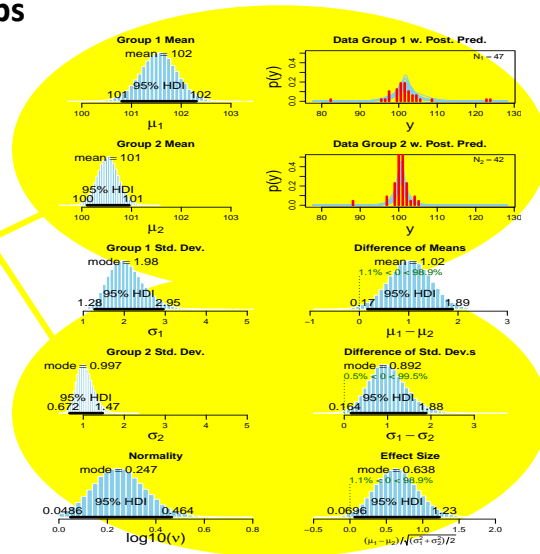 ps
Group 1 Mean
mean = 102
95% HDI
101 102
100 101 102 103
μ1
Data Group 1 w. Post. Pred.
N1 = 47
p(y)
0.0 0.2 0.4
80 90 100 110 120 130
y
Group 2 Mean
mean = 101
95% HDI
100 101
100 101 102 103
μ2
Data Group 2 w. Post. Pred.
N2 = 42
p(y)
0.0 0.2 0.4
80 90 100 110 120 130
y
Group 1 Std. Dev.
mode = 1.98
95% HDI
1.28 2.95
1 2 3 4 5
σ1
Difference of Means
mean = 1.02
1.1% < 0 < 98.9%
95% HDI
0.17 1.89
−1 0 1 2 3
μ1 − μ2
Group 2 Std. Dev.
mode = 0.997
95% HDI
0.672 1.47
1 2 3 4 5
σ2
Difference of Std. Dev.s
mode = 0.892
0.5% < 0 < 99.5%
95% HDI
0.164 1.88
0 1 2 3
σ1 − σ2
Normality
mode = 0.247
95% HDI
0.0486 0.464
0.0 0.2 0.4 0.6 0.8
log10(ν)
Effect Size
mode = 0.638
1.1% < 0 < 98.9%
95% HDI
0.0696 1.23
−0.5 0.0 0.5 1.0 1.5 2.0
(μ1−μ2)/√(σ1²+σ2²)/2